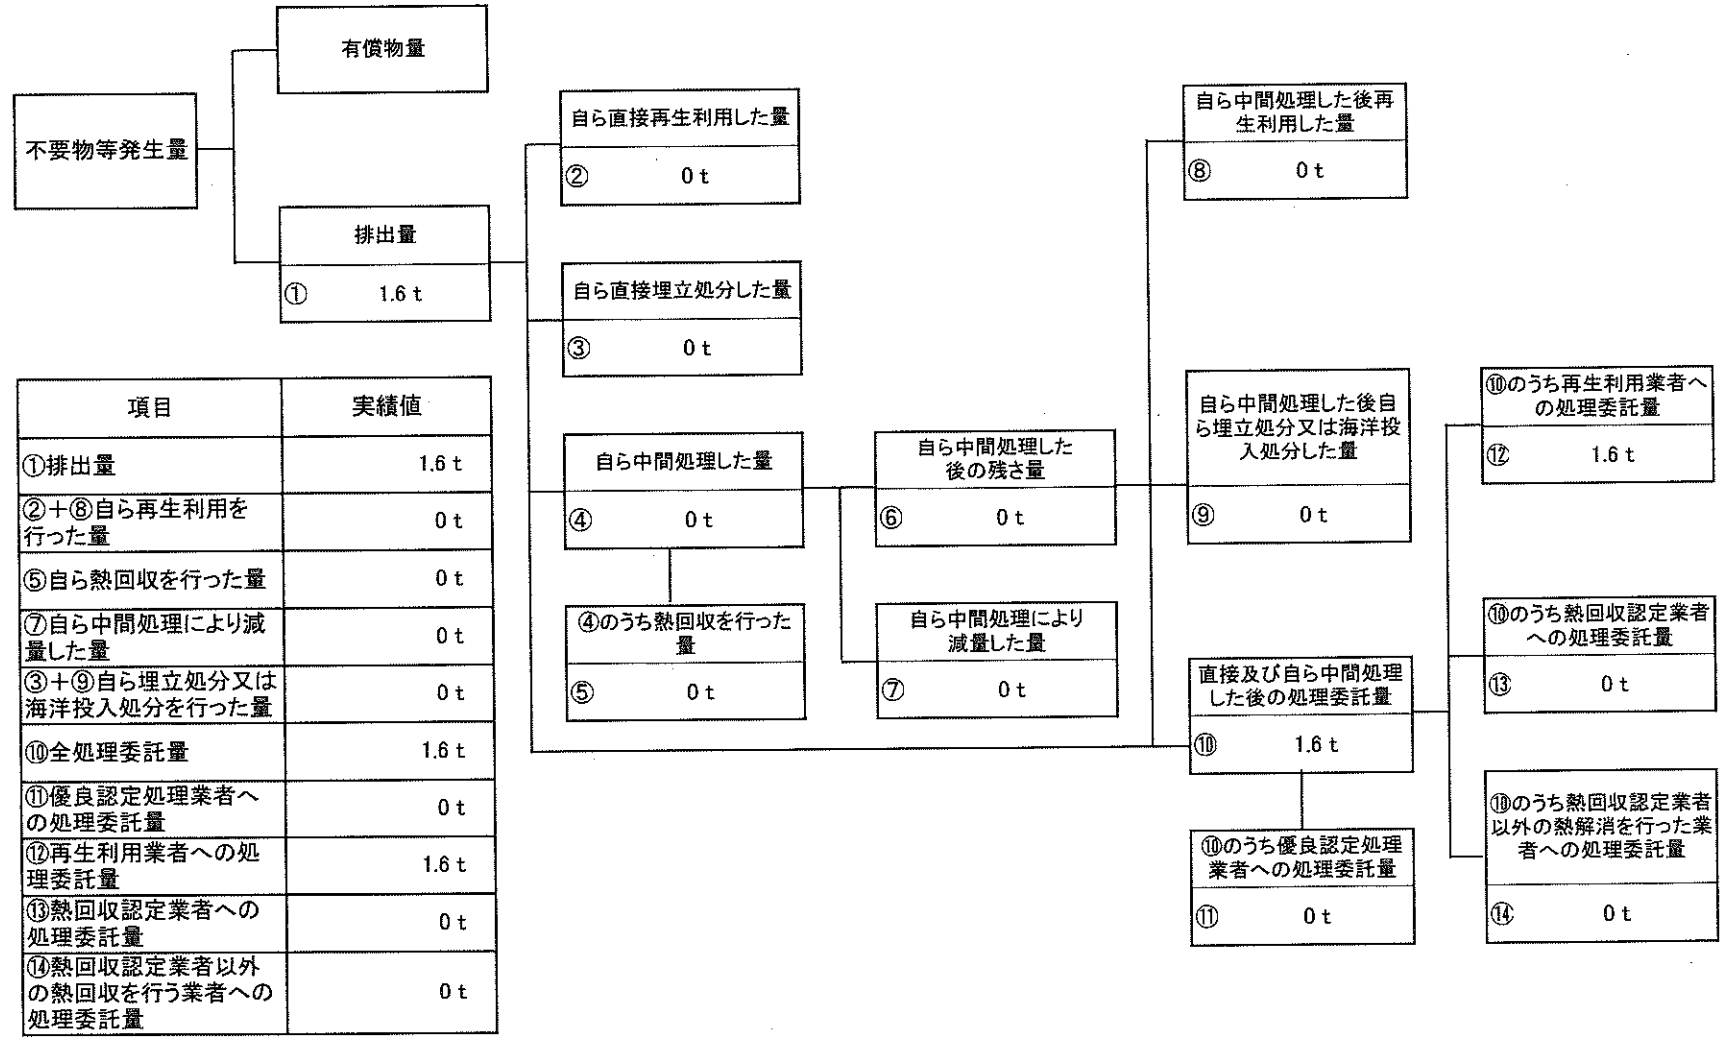 有償物量
不要物等発生量
排出量
① 1.6 t
自ら直接再生利用した量
② 0 t
自ら直接埋立処分した量
③ 0 t
自ら中間処理した量
④ 0 t
④のうち熱回収を行った
量
⑤ 0 t
自ら中間処理した
後の残さ量
⑥ 0 t
自ら中間処理により
減量した量
⑦ 0 t
自ら中間処理した後再
生利用した量
⑧ 0 t
自ら中間処理した後自
ら埋立処分又は海洋投
入処分した量
⑨ 0 t
直接及び自ら中間処理
した後の処理委託量
⑩ 1.6 t
⑩のうち優良認定処理
業者への処理委託量
⑪ 0 t
⑩のうち再生利用業者へ
の処理委託量
⑫ 1.6 t
⑩のうち熱回収認定業者
への処理委託量
⑬ 0 t
⑩のうち熱回収認定業者
以外の熱解消を行った業
者への処理委託量
⑭ 0 t
項目 実績値
①排出量 1.6 t
②＋⑧自ら再生利用を
行った量 0 t
⑤自ら熱回収を行った量 0 t
⑦自ら中間処理により減
量した量 0 t
③＋⑨自ら埋立処分又は
海洋投入処分を行った量 0 t
⑩全処理委託量 1.6 t
⑪優良認定処理業者へ
の処理委託量 0 t
⑫再生利用業者への処
理委託量 1.6 t
⑬熱回収認定業者への
処理委託量 0 t
⑭熱回収認定業者以外
の熱回収を行う業者への
処理委託量 0 t